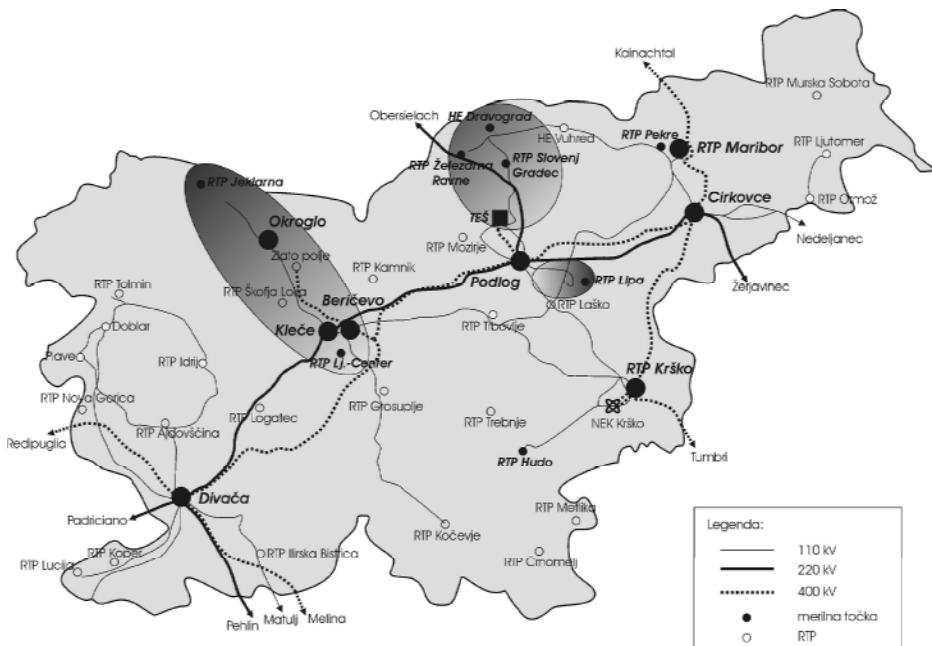 Kainachtal
RTP Murska Sobota
Obersielach
HE Dravograd
HE Vuhred
RTP Pekre
RTP Maribor
RTP Ljutomer
RTP Železarna
Ravne
RTP Slovenj
Gradec
RTP Jeklarna
TEŠ
Cirkovce
RTP Ormož
Nedeljanec
Okroglo
Zlato polje
RTP Mozirje
RTP Kamnik
Podlog
RTP Lipa
Žerjavinec
RTP Tolmin
RTP Škofja Loka
Beričevo
RTP Laško
Doblar
Kleče
RTP Trbovlje
Plave
RTP Idrija
RTP Lj.-Center
RTP Krško
RTP Nova Gorica
RTP Logatec
RTP Grosuplje
RTP Trebnje
NEK Krško
Redipuglia
RTP Ajdovščina
RTP Hudo
Tumbri
Divača
Padriciano
RTP Kočevje
RTP Metlika
RTP Koper
RTP Lucija
RTP Ilirska Bistrica
RTP Črnomelj
Pehlin
Matulj
Melina
Legenda:
110 kV
220 kV
400 kV
merilna točka
RTP